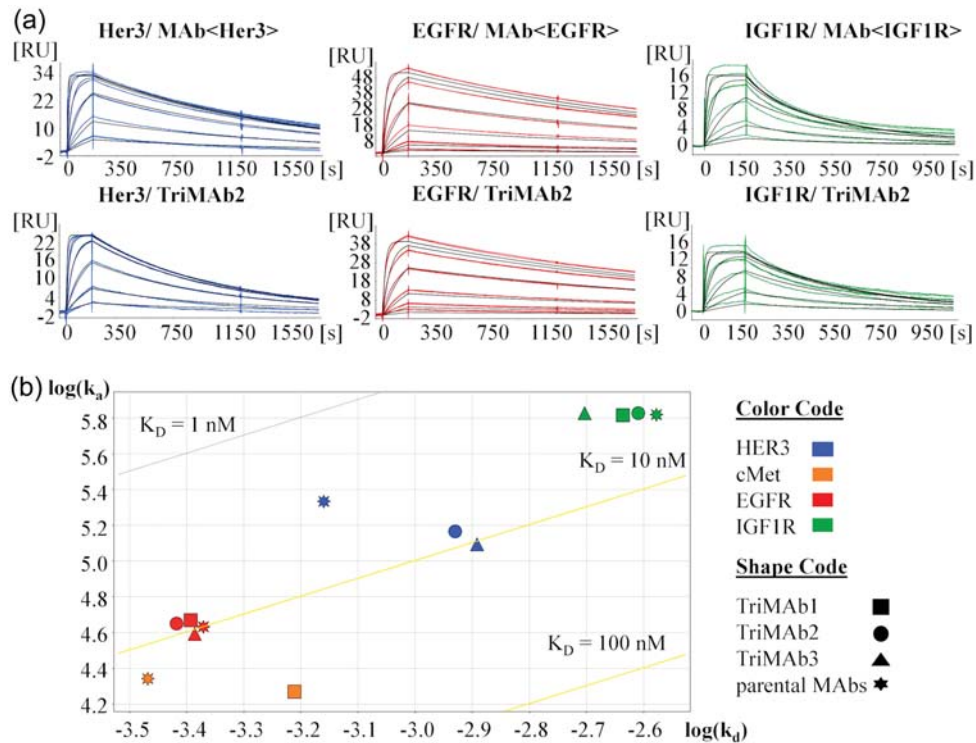 (a)
Her3/ MAb<Her3>
EGFR/ MAb<EGFR>
IGF1R/ MAb<IGF1R>
[RU]
34
22
10
-2
350 750 1150 1550 [s]
[RU]
48
38
28
18
8
350 750 1150 1550 [s]
[RU]
16
12
8
4
0
0 150 350 550 750 950 [s]
Her3/ TriMAb2
EGFR/ TriMAb2
IGF1R/ TriMAb2
[RU]
22
16
10
4
-2
350 750 1150 1550 [s]
[RU]
38
28
18
8
-2
350 750 1150 1550 [s]
[RU]
16
12
8
4
0
0 150 350 550 750 950 [s]
(b)
log(ka)
5.8
5.6
5.4
5.2
5.0
4.8
4.6
4.4
4.2
KD = 1 nM
KD = 10 nM
KD = 100 nM
-3.5 -3.4 -3.3 -3.2 -3.1 -3.0 -2.9 -2.8 -2.7 -2.6
log(kd)
Color Code
HER3
cMet
EGFR
IGF1R
Shape Code
TriMAb1
TriMAb2
TriMAb3
parental MAbs